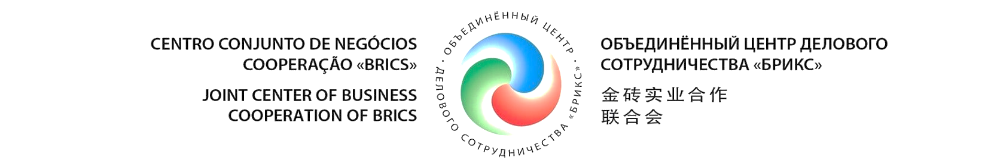 CENTRO CONJUNTO DE NEGÓCIOS
COOPERAÇÃO «BRICS»
JOINT CENTER OF BUSINESS
COOPERATION OF BRICS
ОБЪЕДИНЁННЫЙ ЦЕНТР
ДЕЛОВОГО СОТРУДНИЧЕСТВА «БРИКС»
ОБЪЕДИНЁННЫЙ ЦЕНТР ДЕЛОВОГО
СОТРУДНИЧЕСТВА «БРИКС»
金砖实业合作
联合会